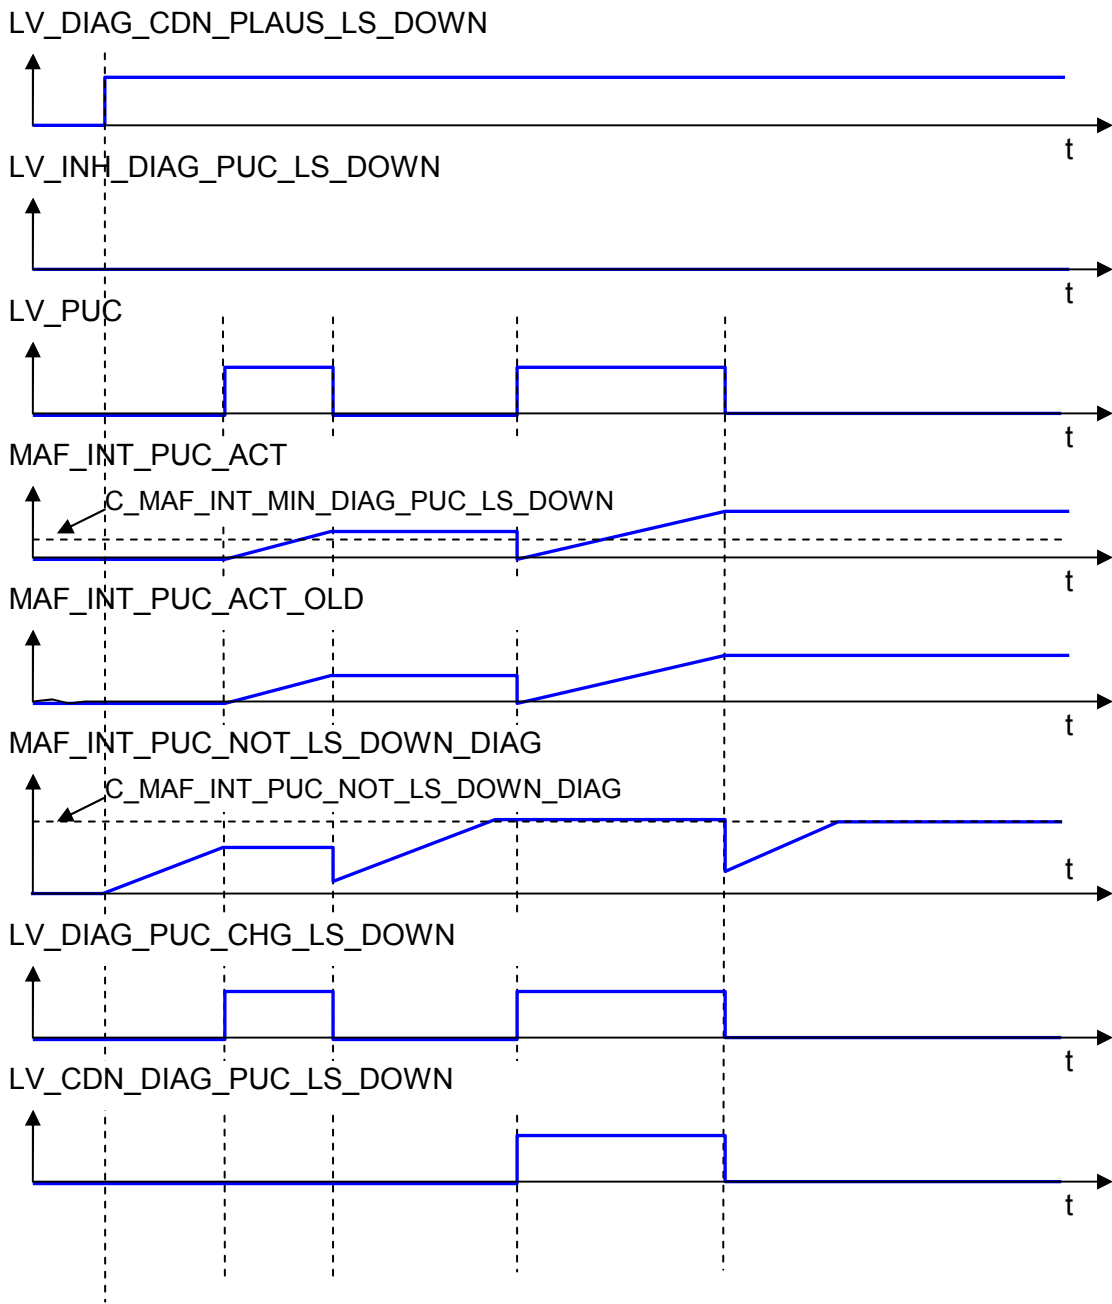 LV_DIAG_CDN_PLAUS_LS_DOWN
t
LV_INH_DIAG_PUC_LS_DOWN
t
LV_PUC
t
MAF_INT_PUC_ACT
C_MAF_INT_MIN_DIAG_PUC_LS_DOWN
t
MAF_INT_PUC_ACT_OLD
t
MAF_INT_PUC_NOT_LS_DOWN_DIAG
C_MAF_INT_PUC_NOT_LS_DOWN_DIAG
t
LV_DIAG_PUC_CHG_LS_DOWN
t
LV_CDN_DIAG_PUC_LS_DOWN
t